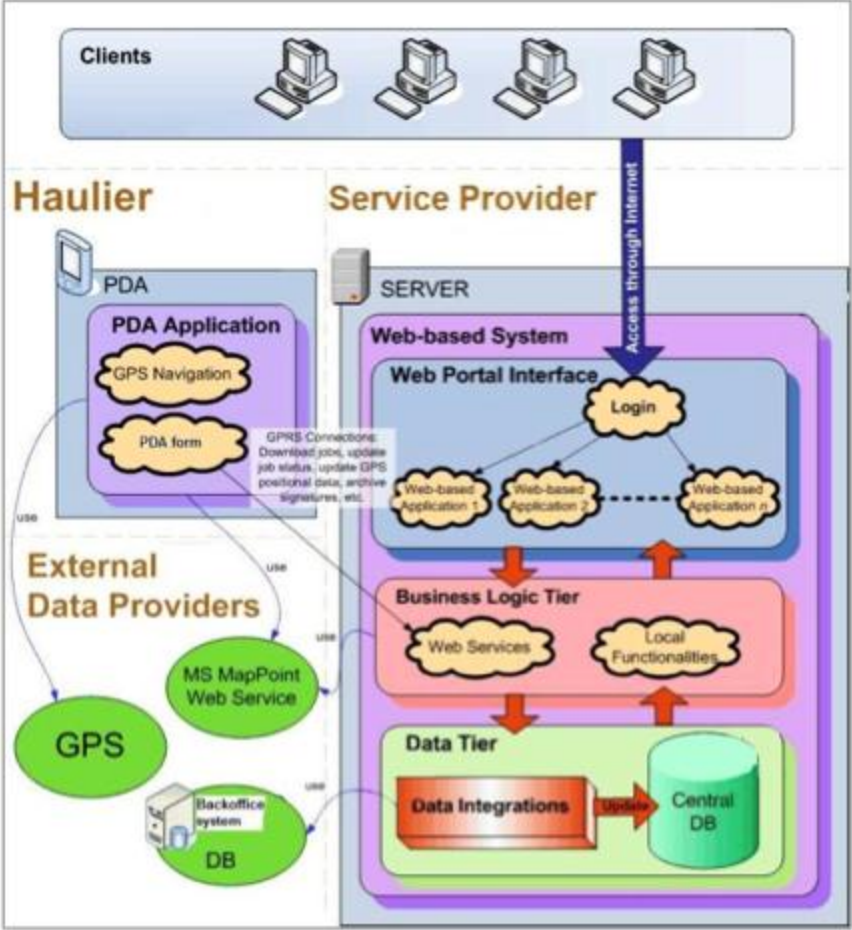 Clients
Haulier
Service Provider
Access through Internet
PDA
SERVER
PDA Application
Web-based System
GPS Navigation
Web Portal Interface
Login
PDA form
GPRS Connections:
Download jobs, update
job status, update GPS
positional data, archive
signatures, etc.
Web-based
Application 1
Web-based
Application 2
Web-based
Application n
use
External
Data Providers
use
Business Logic Tier
use
Web Services
Local
Functionalities
MS MapPoint
Web Service
GPS
Data Tier
use
Backoffice
system
DB
Data Integrations
Update
Central
DB